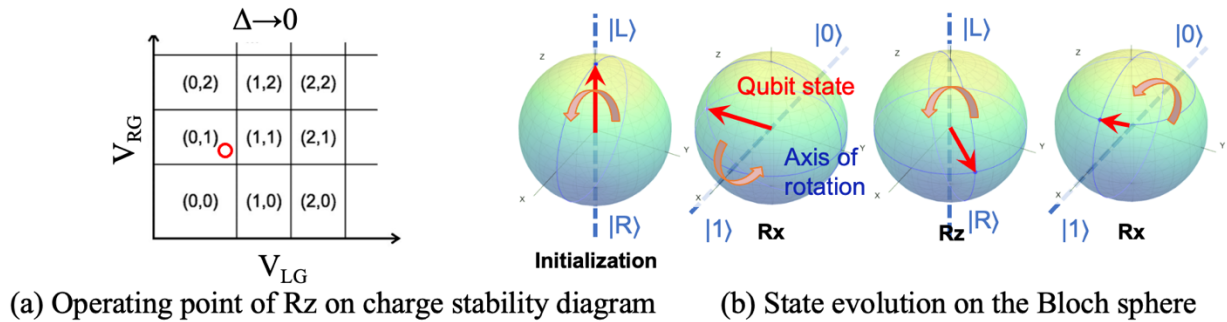 Δ→0
...
V_RG
(0,2) (1,2) (2,2)
(0,1) (1,1) (2,1)
(0,0) (1,0) (2,0)
V_LG
(a) Operating point of Rz on charge stability diagram
|L⟩
Z
Y
X
|R⟩
Initialization
|0⟩
Z
Qubit state
Y
Axis of
rotation
X
|1⟩
Rx
|L⟩
Z
Y
X
|R⟩
Rz
|0⟩
Z
Y
X
|1⟩
Rx
(b) State evolution on the Bloch sphere